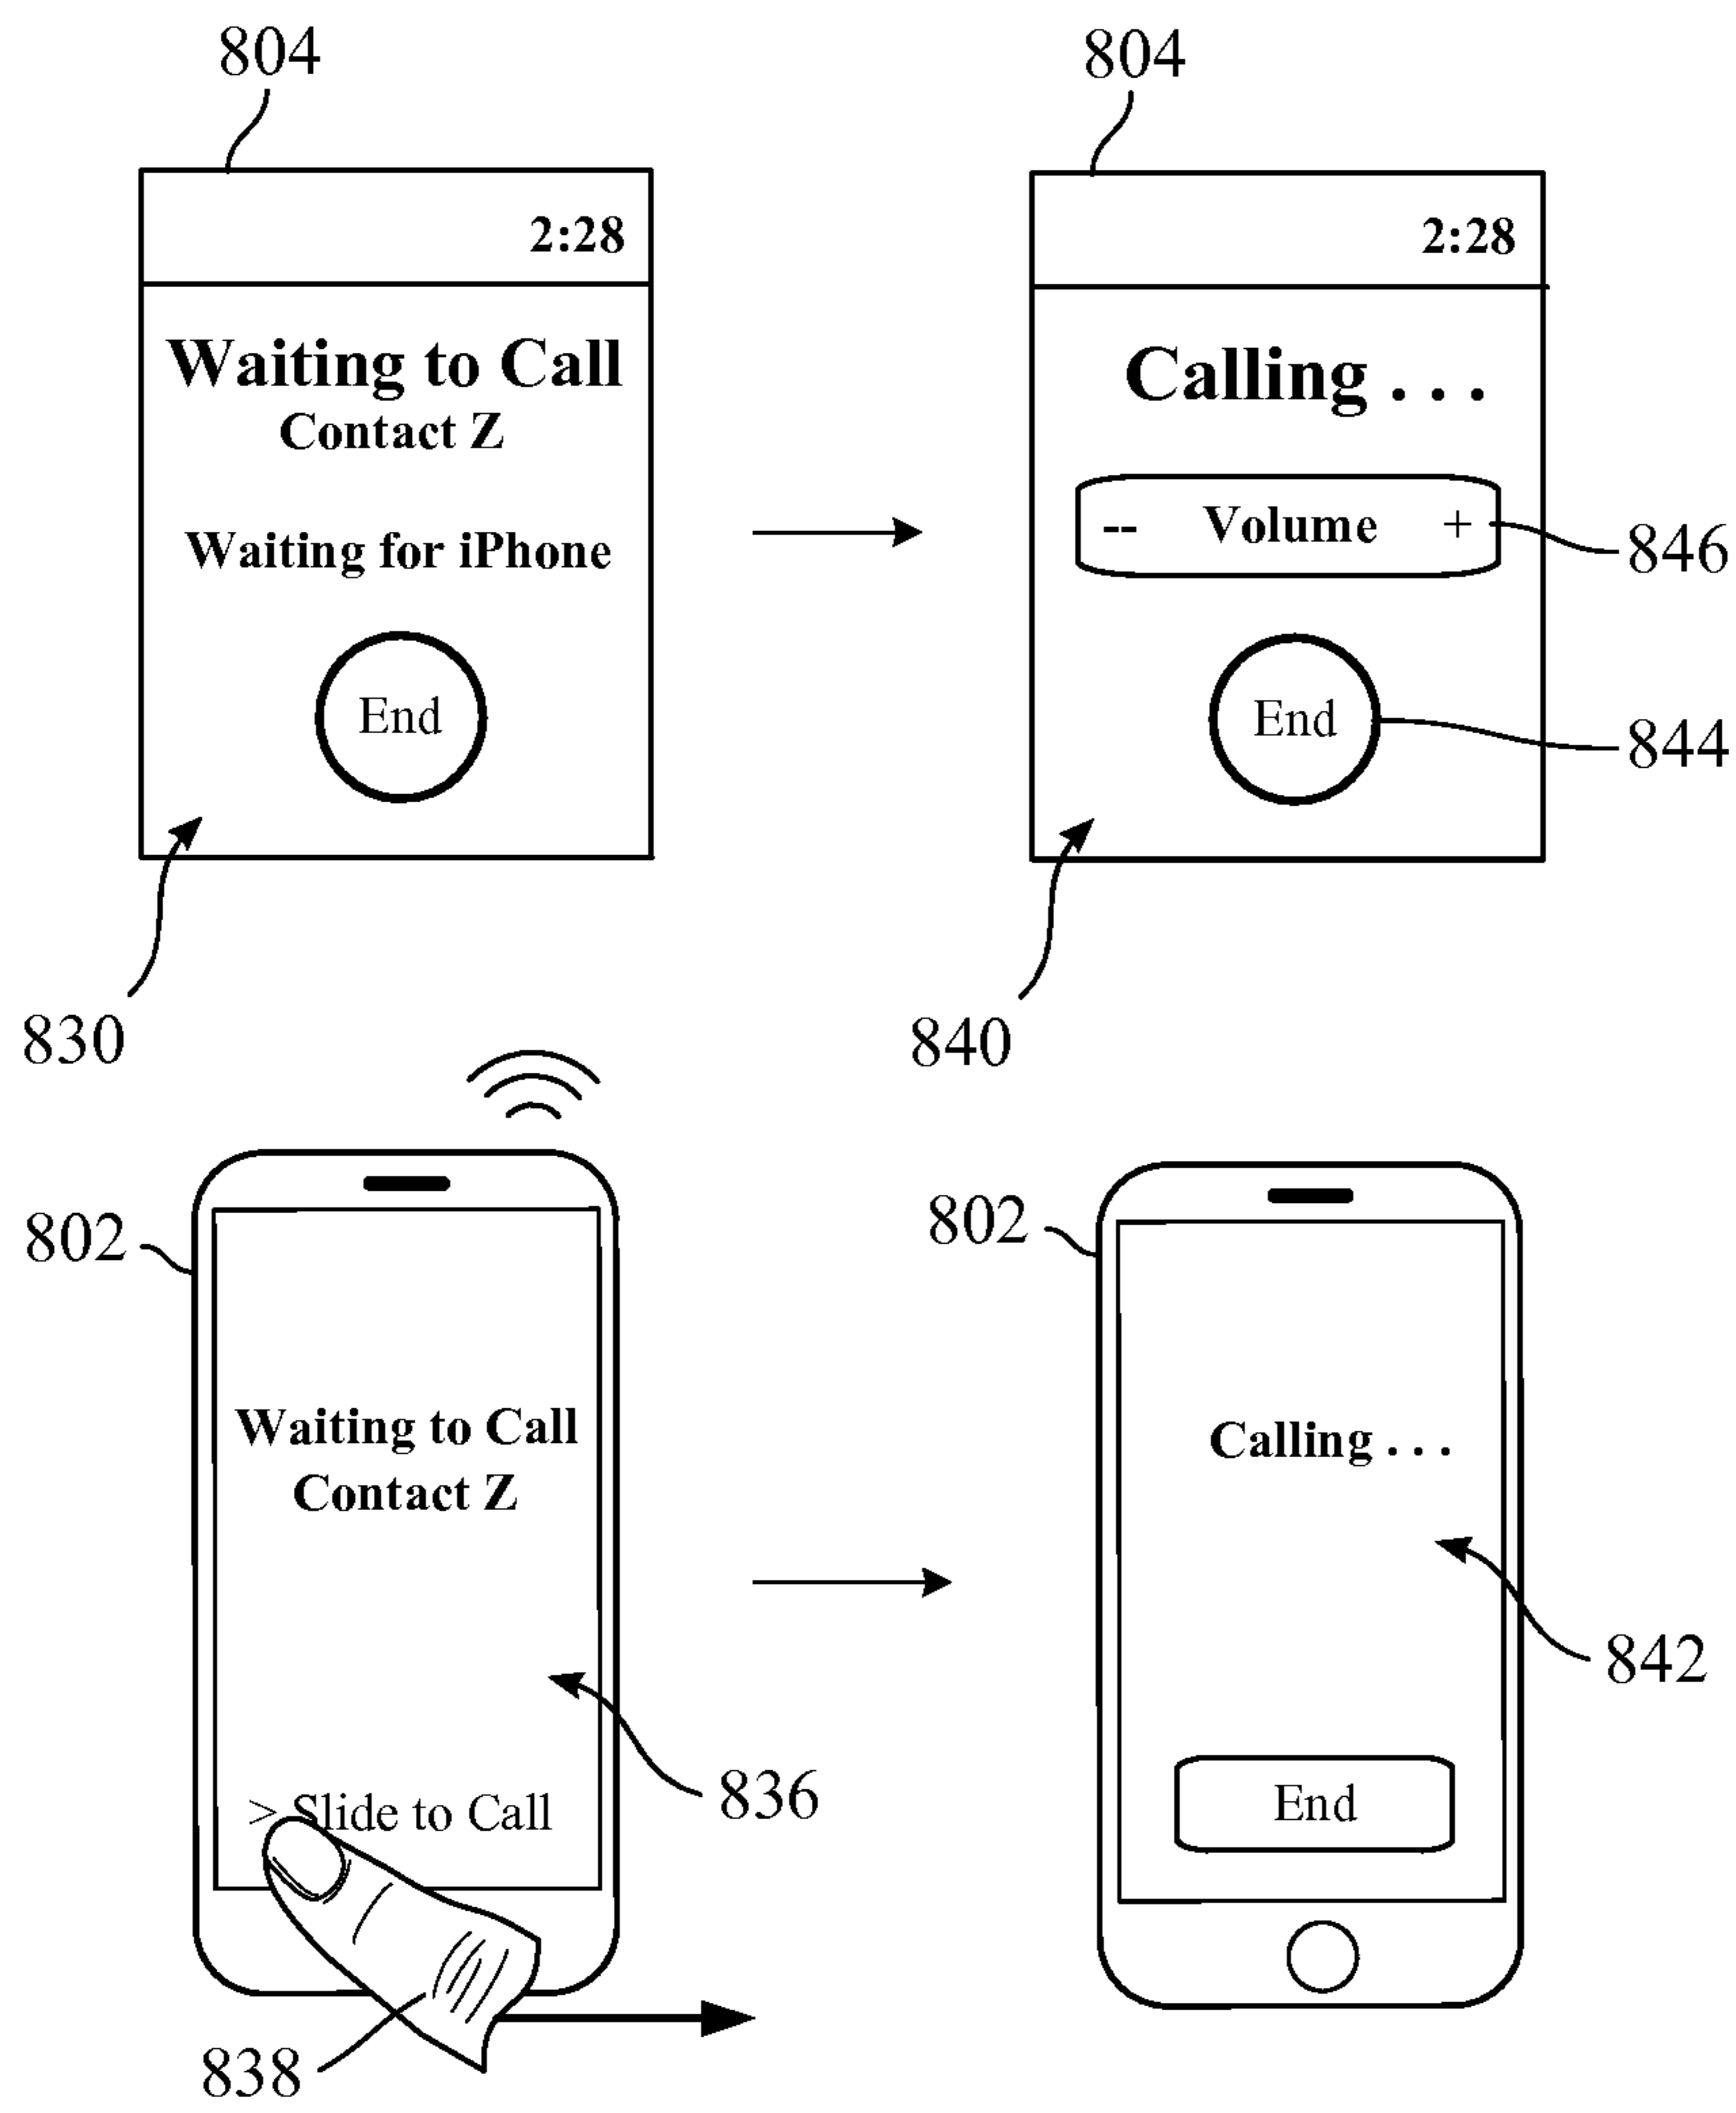 804
804
2:28
2:28
Waiting to Call
Contact Z
Waiting for iPhone
End
Calling . . .
-- Volume +
End
846
844
830
840
802
802
Waiting to Call
Contact Z
> Slide to Call
836
838
Calling . . .
End
842